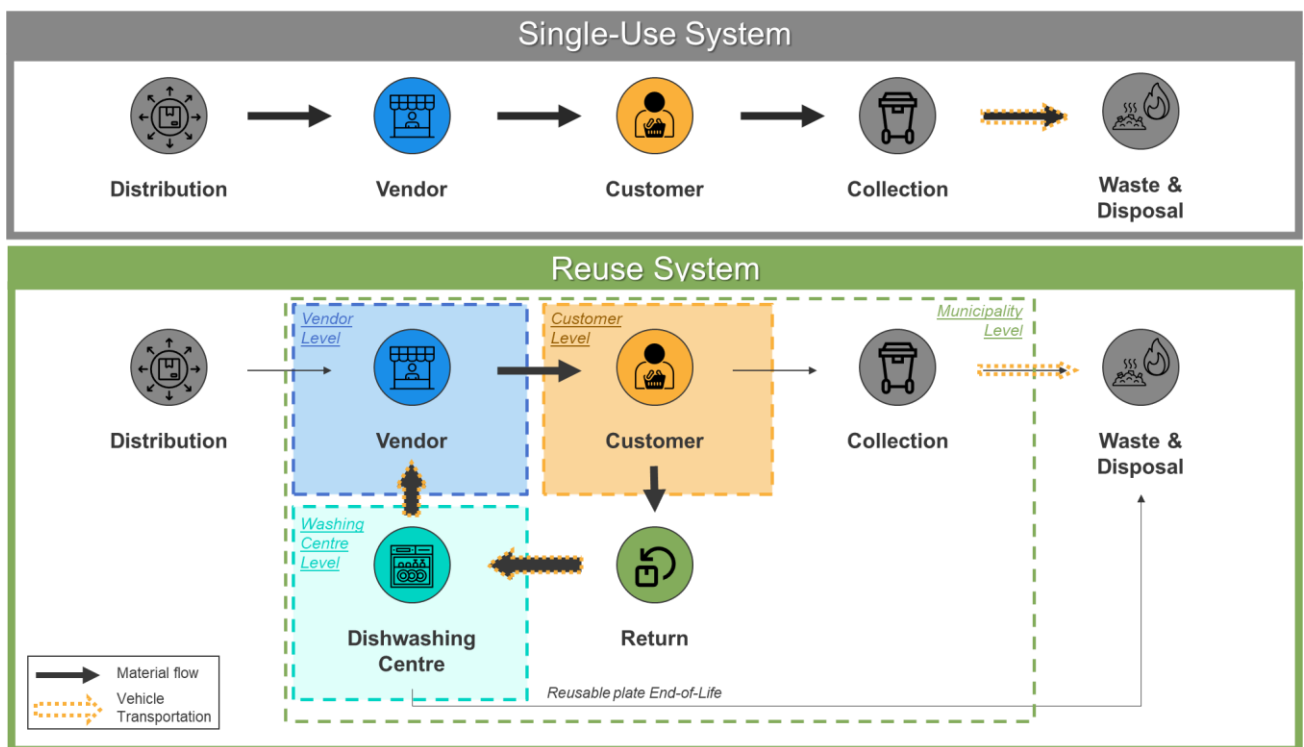 Single-Use System
Distribution
Vendor
Customer
Collection
Waste &
Disposal
Reuse System
Vendor
Level
Customer
Level
Municipality
Level
Distribution
Vendor
Customer
Collection
Waste &
Disposal
Washing
Centre
Level
Dishwashing
Centre
Return
Material flow
Vehicle
Transportation
Reusable plate End-of-Life